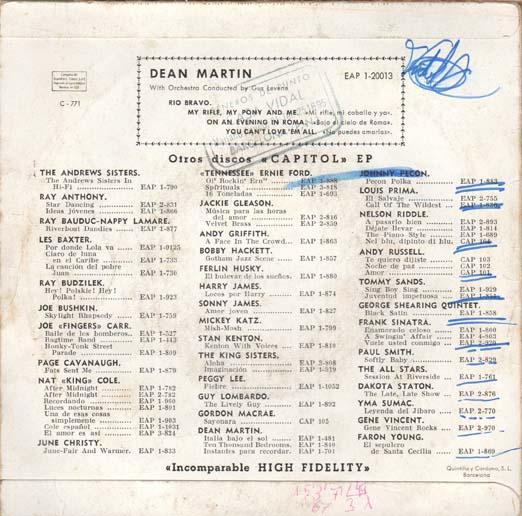 C - 771
DEAN MARTIN EAP 1-20013
With Orchestra Conducted by Gus Levene
RIO BRAVO.
MY RIFLE, MY PONY AND ME. «Mi rifle, mi caballo y yo».
ON AN EVENING IN ROMA. «Bajo el cielo de Roma».
YOU CAN'T LOVE 'EM ALL. «No puedes amarlas».
VIDAL
Otros discos «CAPITOL» EP
THE ANDREWS SISTERS.
The Andrews Sisters In
Hi-Fi EAP 1-790
RAY ANTHONY.
Star Dancing EAP 2-831
Ideas jóvenes EAP 1-866
RAY BAUDUC-NAPPY LAMARE.
Riverboat Dandies EAP 1-877
LES BAXTER.
Por donde Lola va EAP 1-0125
Claro de luna
en el Caribe EAP 1-733
La canción del pobre
Juan EAP 1-730
RAY BUDZILEK.
Hey! Polskie! Hey!
Polka! EAP 1-923
JOE BUSHKIN.
Skylight Rhapsody EAP 1-759
JOE «FINGERS» CARR.
Baile de los bomberos. EAP 1-527
Ragtime Band EAP 1-443
Honky-Tonk Street
Parade EAP 1-809
PAGE CAVANAUGH.
Fats Sent Me EAP 1-879
NAT «KING» COLE.
After Midnight EAP 1-782
After Midnight EAP 2-782
Recordando EAP 1-960
Luces nocturnas EAP 1-801
Una de esas cosas
simplemente EAP 1-903
Cole español EAP 1-1031
El amor es así EAP 3-824
JUNE CHRISTY.
June-Fair And Warmer. EAP 1-833
«TENNESSEE» ERNIE FORD.
Ol' Rockin' Ern'" EAP 3-888
Spirituals EAP 3-818
16 Toneladas EAP 1-693
JACKIE GLEASON.
Música para las horas
del amor EAP 2-816
Velvet Brass EAP 2-859
ANDY GRIFFITH.
A Face In The Crowd EAP 1-863
BOBBY HACKETT.
Gotham Jazz Scene EAP 1-857
FERLIN HUSKY.
El bulevar de los sueños. EAP 1-880
HARRY JAMES.
Locos por Harry EAP 1-874
SONNY JAMES.
Amor joven EAP 1-827
MICKEY KATZ.
Mish-Mosh EAP 1-799
STAN KENTON.
Kenton With Voices EAP 1-810
THE KING SISTERS.
Aloha EAP 3-808
Imaginación EAP 1-919
PEGGY LEE.
Fiebre EAP 1-1052
GUY LOMBARDO.
The Lively Guy EAP 1-892
GORDON MACRAE.
Sayonara CAP 105
DEAN MARTIN.
Italia bajo el sol EAP 1-481
Ten Thousand Bedrooms. EAP 1-840
Instantes para recordar. EAP 1-701
JOHNNY PECON.
Pecon Polka EAP 1-883
LOUIS PRIMA.
El Salvaje EAP 2-755
Call Of The Wildest
NELSON RIDDLE.
A pasarlo bien EAP 2-893
Déjate llevar EAP 1-814
The Piano Style EAP 1-689
Nel blu, dipinto di blu.
ANDY RUSSELL.
Te quiero dijiste CAP 103
Noche de paz CAP 102
Amor CAP 101
TOMMY SANDS.
Sing Boy Sing EAP 1-929
Juventud impetuosa
GEORGE SHEARING QUINTET.
Black Satin EAP 1-858
FRANK SINATRA.
Enamorado celoso EAP 1-800
A Swingin' Affair EAP 4-803
Vuele usted conmigo EAP 2-920
PAUL SMITH.
Softly Baby EAP 3-829
THE ALL STARS.
Session At Riverside EAP 1-761
DAKOTA STATON.
The Late, Late Show EAP 2-876
YMA SUMAC.
Leyenda del Jíbaro EAP 2-770
GENE VINCENT.
Gene Vincent Rocks EAP 2-970
FARON YOUNG.
El sepulcro
de Santa Cecilia EAP 1-869
«Incomparable HIGH FIDELITY»
Quintilla y Cardona, S. L.
Barcelona